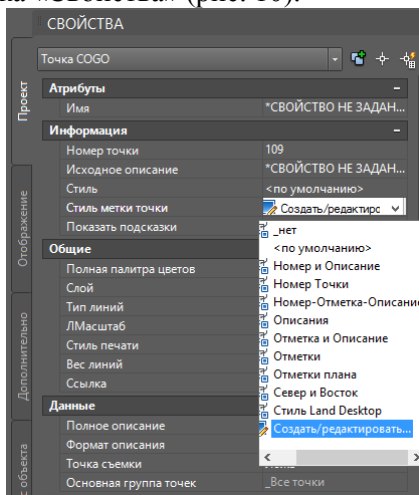 СВОЙСТВА
Точка COGO
Проект
Атрибуты
Имя *СВОЙСТВО НЕ ЗАДАН...
Информация
Номер точки 109
Исходное описание *СВОЙСТВО НЕ ЗАДАН...
Стиль <по умолчанию>
Стиль метки точки Создать/редактирс
Показать подсказки
_нет
<по умолчанию>
Номер и Описание
Номер Точки
Номер-Отметка-Описание
Описания
Отметка и Описание
Отметки
Отметки плана
Север и Восток
Стиль Land Desktop
Создать/редактировать...
Отображение
Общие
Полная палитра цветов
Слой
Тип линий
ЛМасштаб
Стиль печати
Вес линий
Ссылка
Дополнительно
Данные
Полное описание
Формат описания
Точка съемки
Основная группа точек _Все точки
с объекта